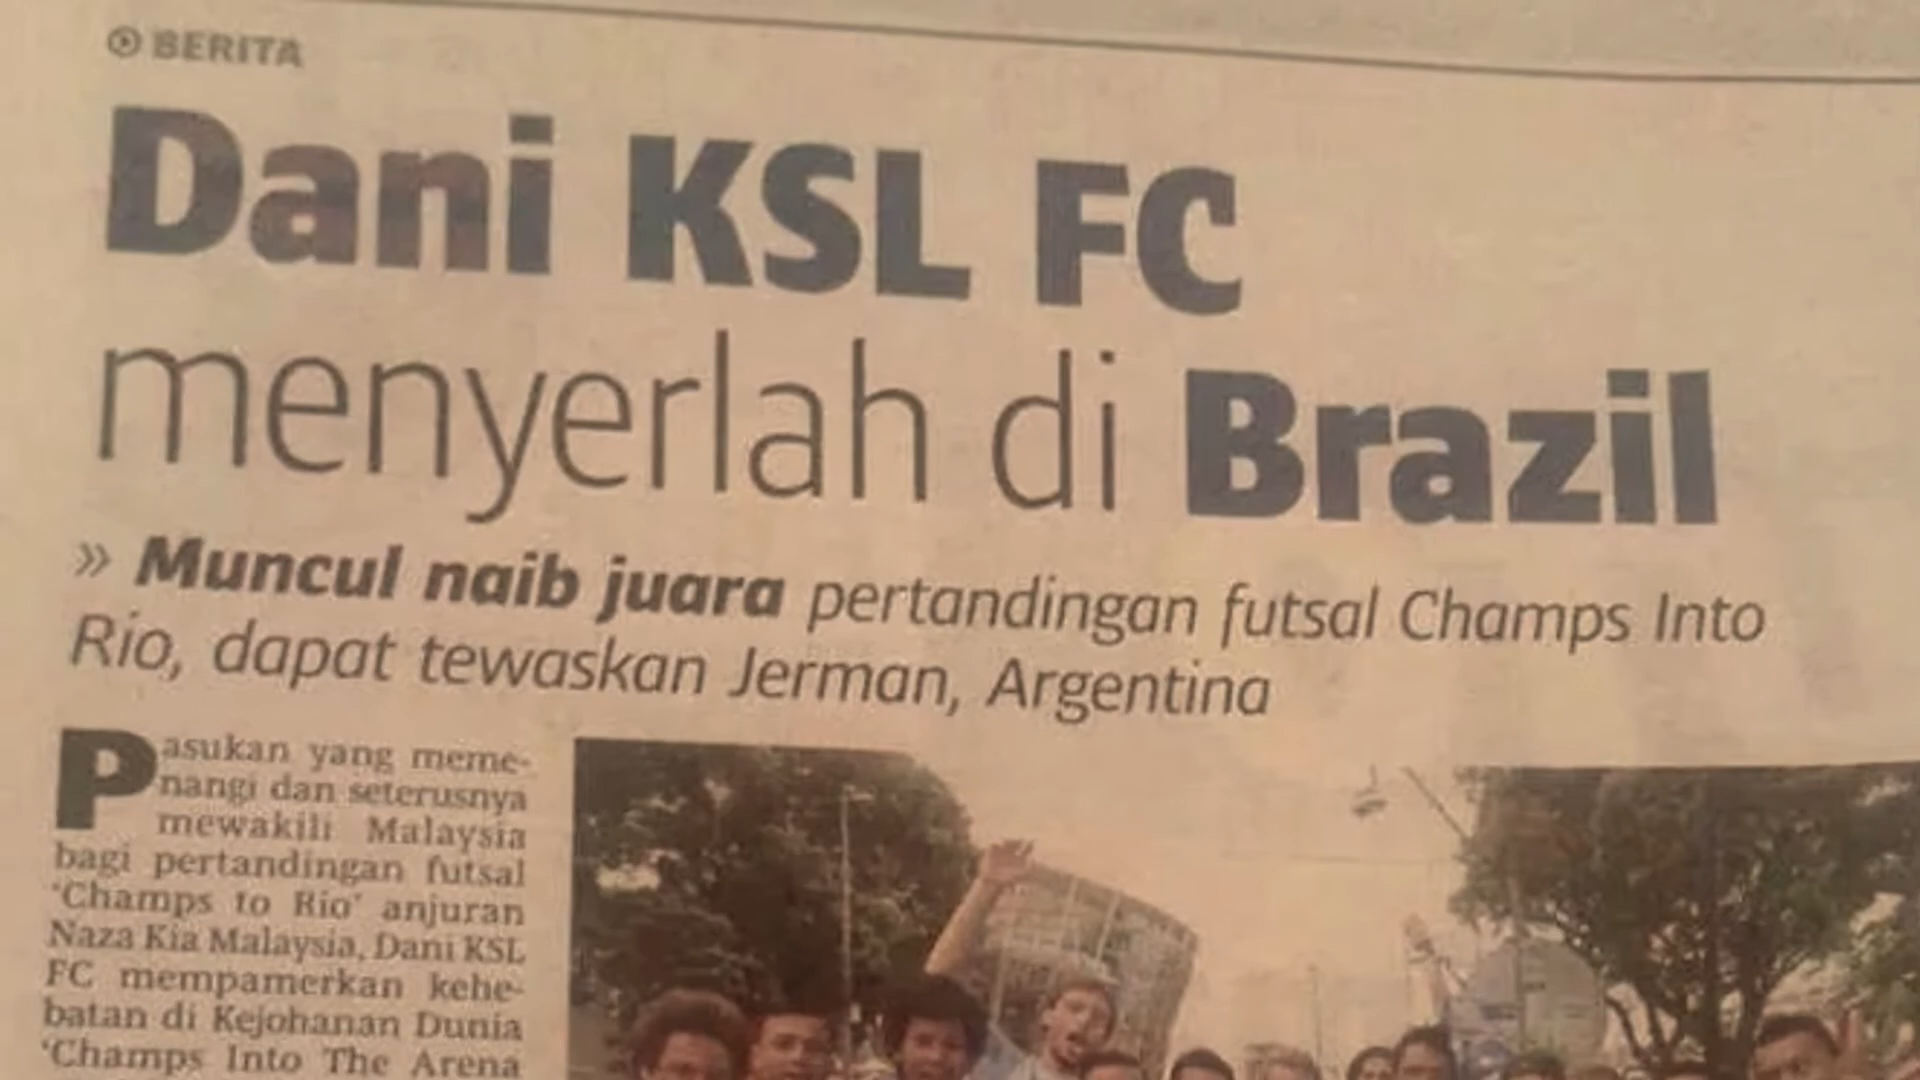 BERITA
Dani KSL FC
menyerlah di Brazil
» Muncul naib juara pertandingan futsal Champs Into
Rio, dapat tewaskan Jerman, Argentina
Pasukan yang meme-
nangi dan seterusnya
mewakili Malaysia
bagi pertandingan futsal
‘Champs to Rio’ anjuran
Naza Kia Malaysia, Dani KSL
FC mempamerkan kehe-
batan di Kejohanan Dunia
‘Champs Into The Arena